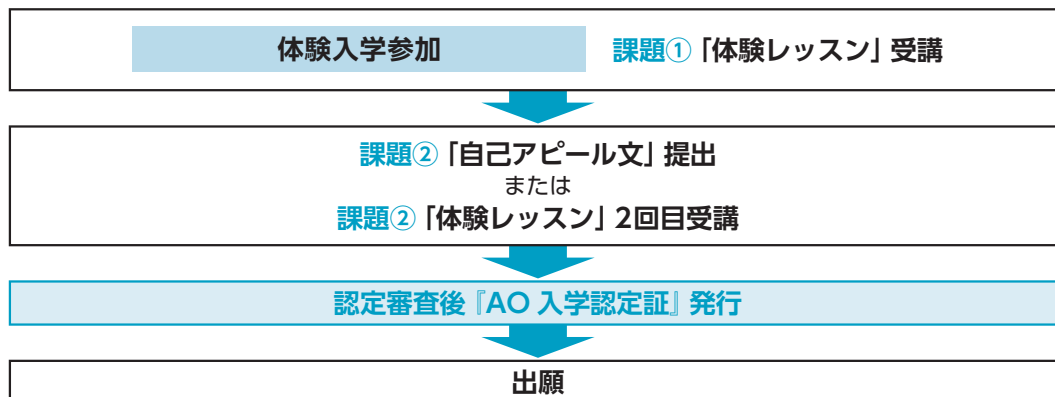 体験入学参加 課題①「体験レッスン」受講
課題②「自己アピール文」提出
または
課題②「体験レッスン」2回目受講
認定審査後『AO 入学認定証』発行
出願